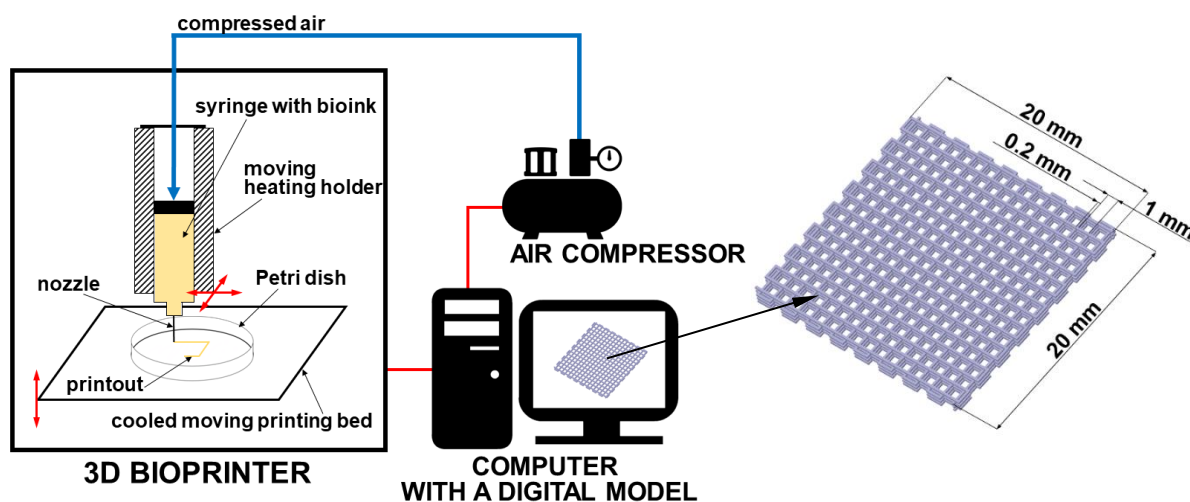 compressed air
syringe with bioink
moving
heating holder
Petri dish
nozzle
printout
cooled moving printing bed
3D BIOPRINTER
AIR COMPRESSOR
COMPUTER
WITH A DIGITAL MODEL
20 mm
0.2 mm
1 mm
20 mm